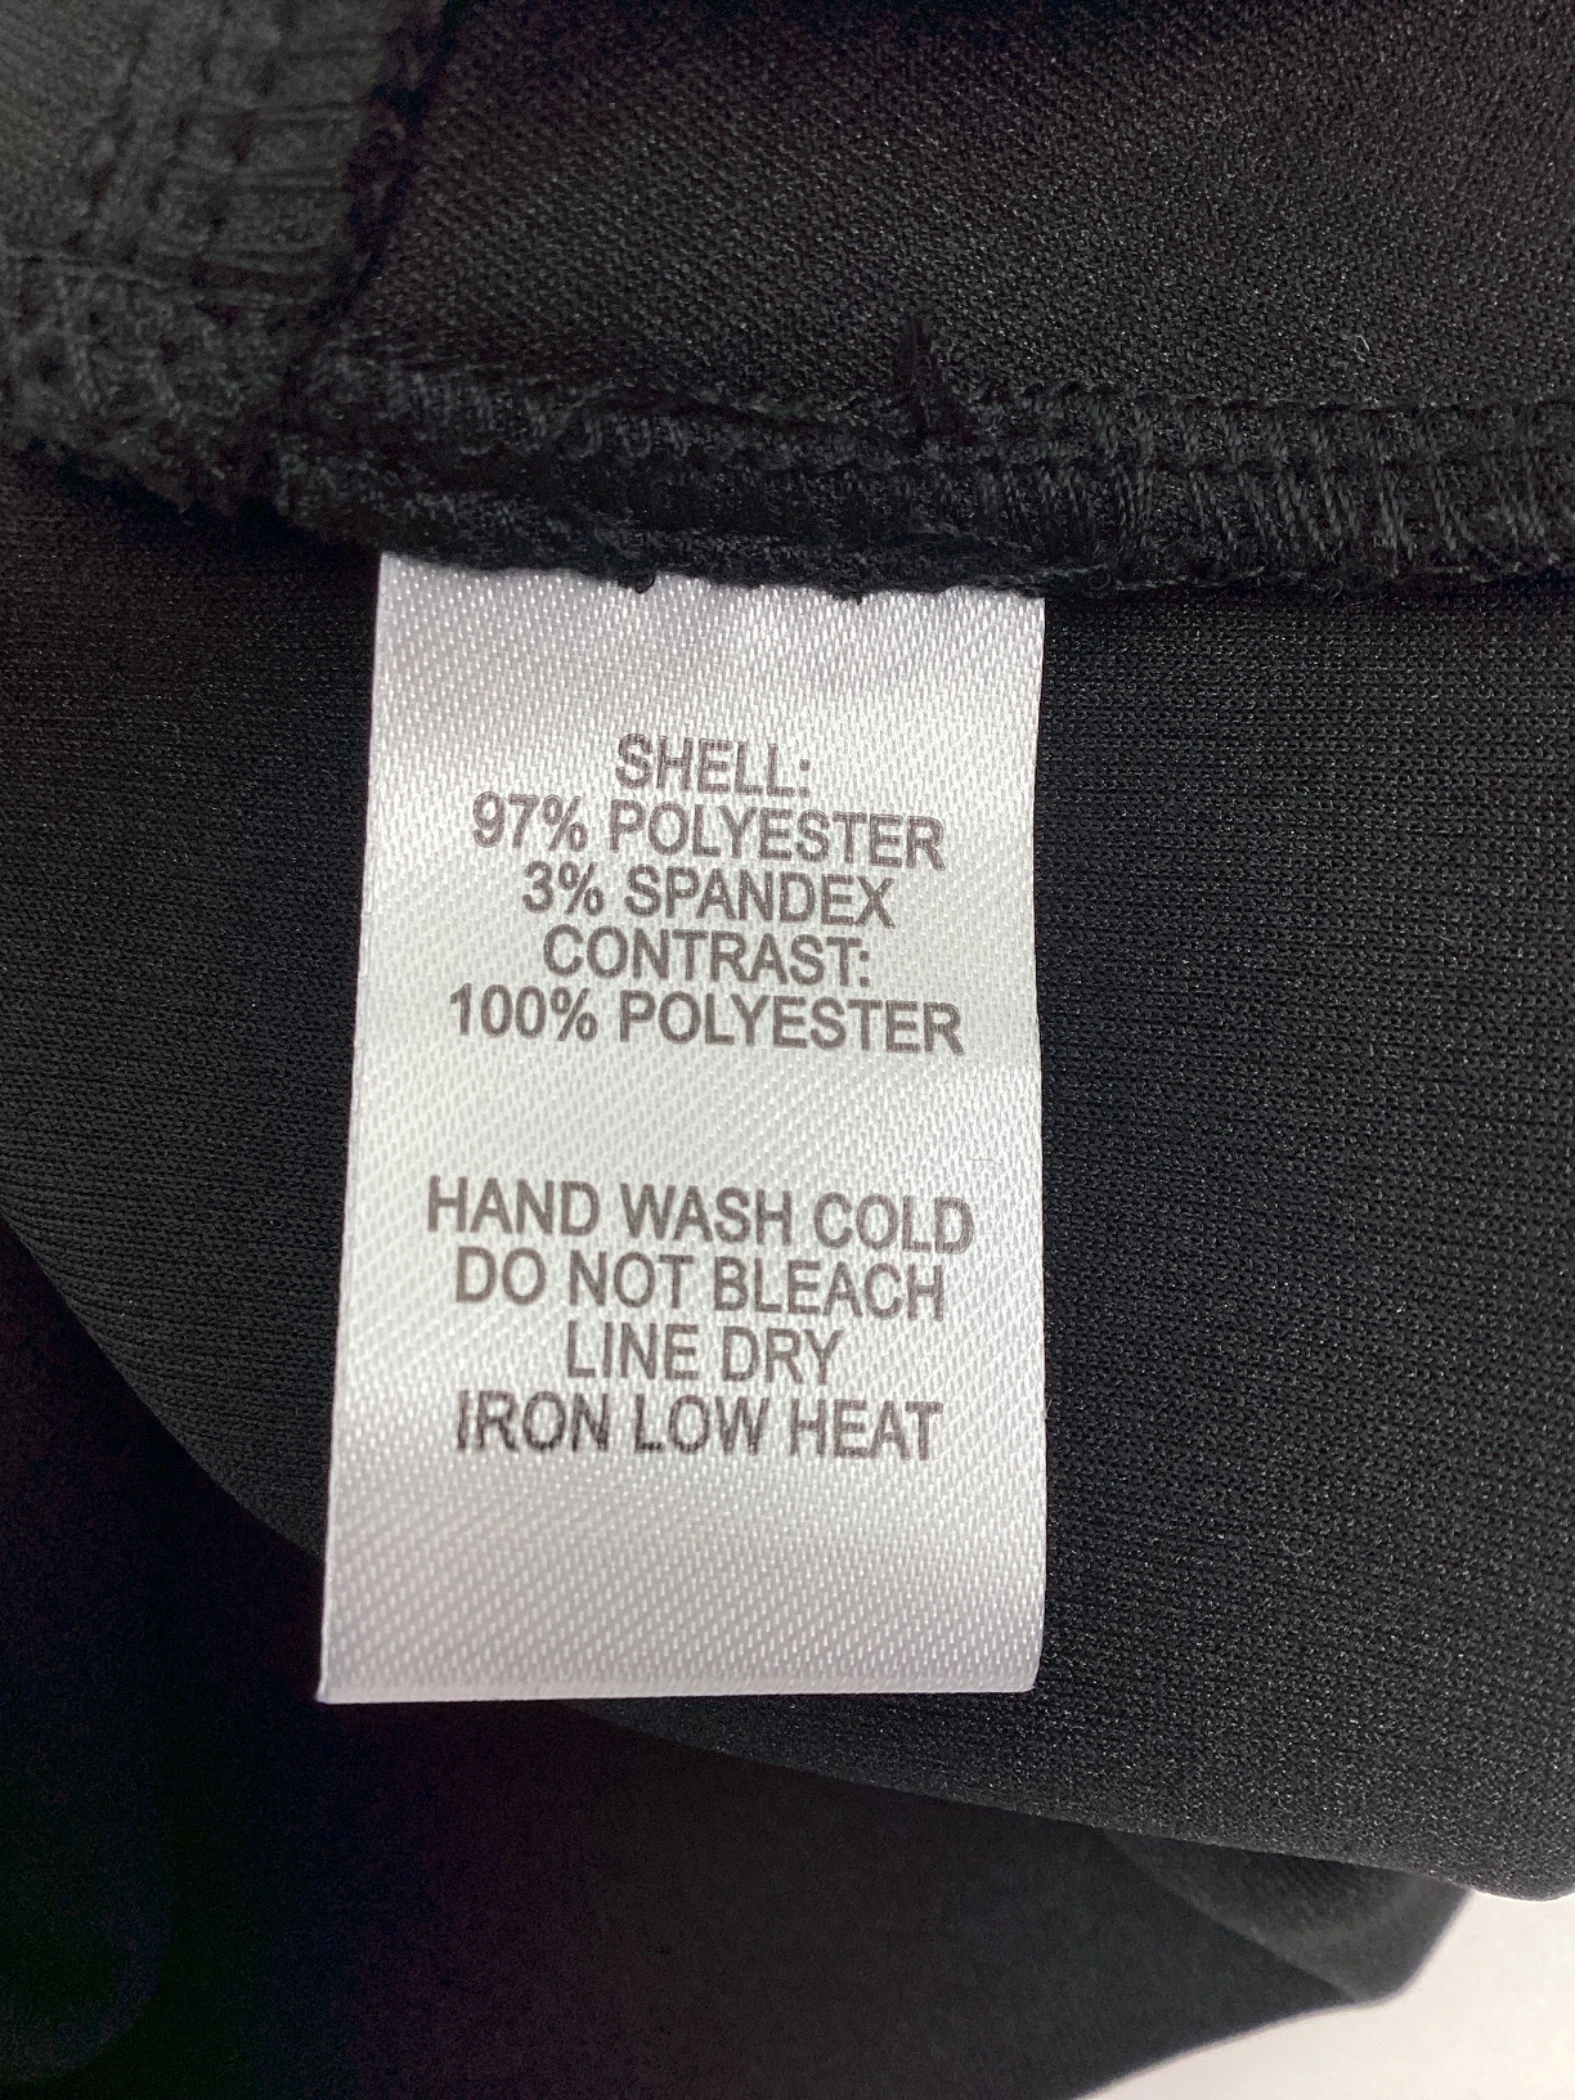 SHELL:
97% POLYESTER
3% SPANDEX
CONTRAST:
100% POLYESTER
HAND WASH COLD
DO NOT BLEACH
LINE DRY
IRON LOW HEAT